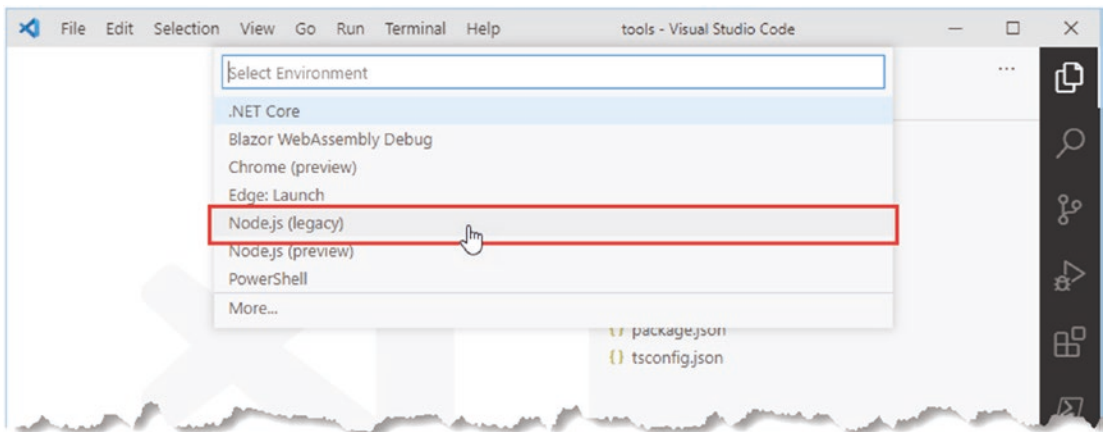 File Edit Selection View Go Run Terminal Help tools - Visual Studio Code
Select Environment
.NET Core
Blazor WebAssembly Debug
Chrome (preview)
Edge: Launch
Node.js (legacy)
Node.js (preview)
PowerShell
More...
{} package.json
{} tsconfig.json